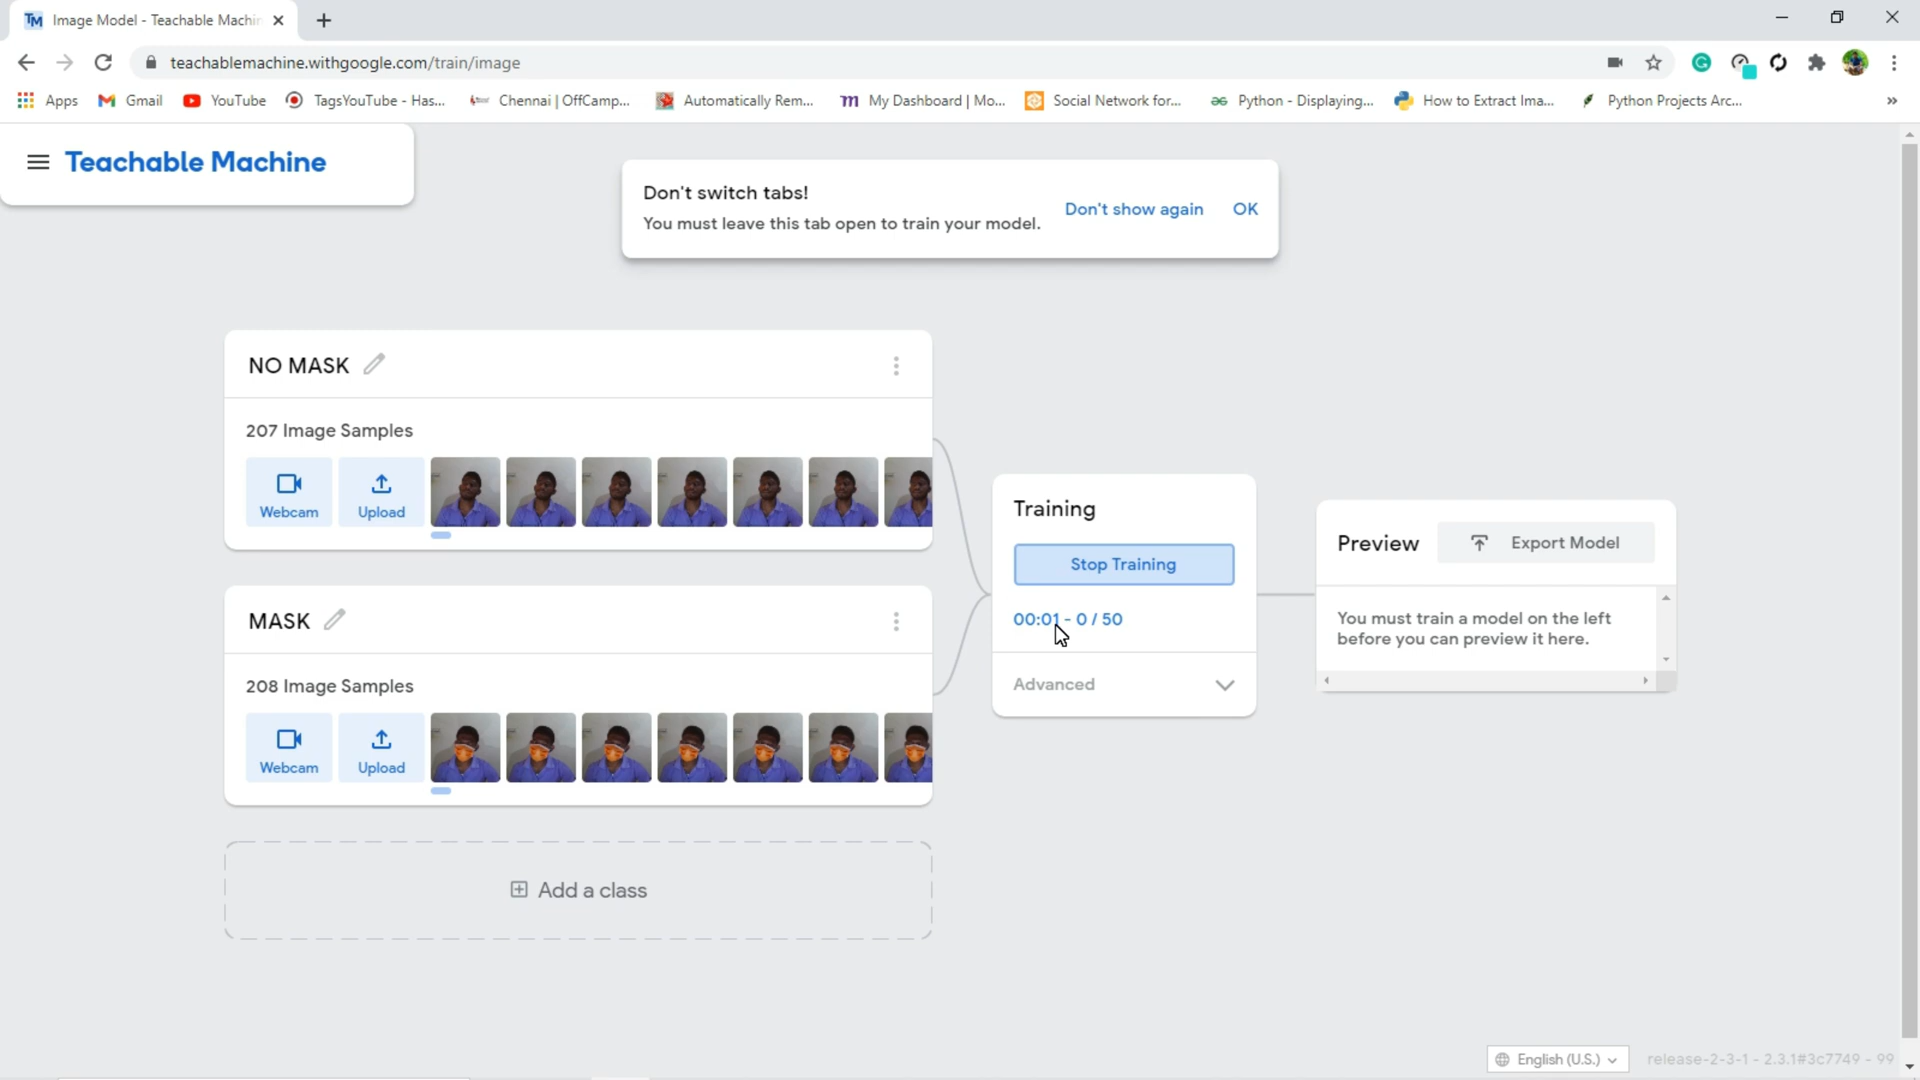 TM Image Model - Teachable Machin
teachablemachine.withgoogle.com/train/image
Apps Gmail YouTube TagsYouTube - Has... Chennai | OffCamp... Automatically Rem... My Dashboard | Mo... Social Network for... Python - Displaying,... How to Extract Ima... Python Projects Arc...
Teachable Machine
Don't switch tabs!
You must leave this tab open to train your model.
Don't show again OK
NO MASK
207 Image Samples
Webcam Upload
MASK
208 Image Samples
Webcam Upload
Add a class
Training
Stop Training
00:01 - 0 / 50
Advanced
Preview Export Model
You must train a model on the left
before you can preview it here.
English (U.S.) release-2-3-1 - 2.3.1#3c7749 - 99